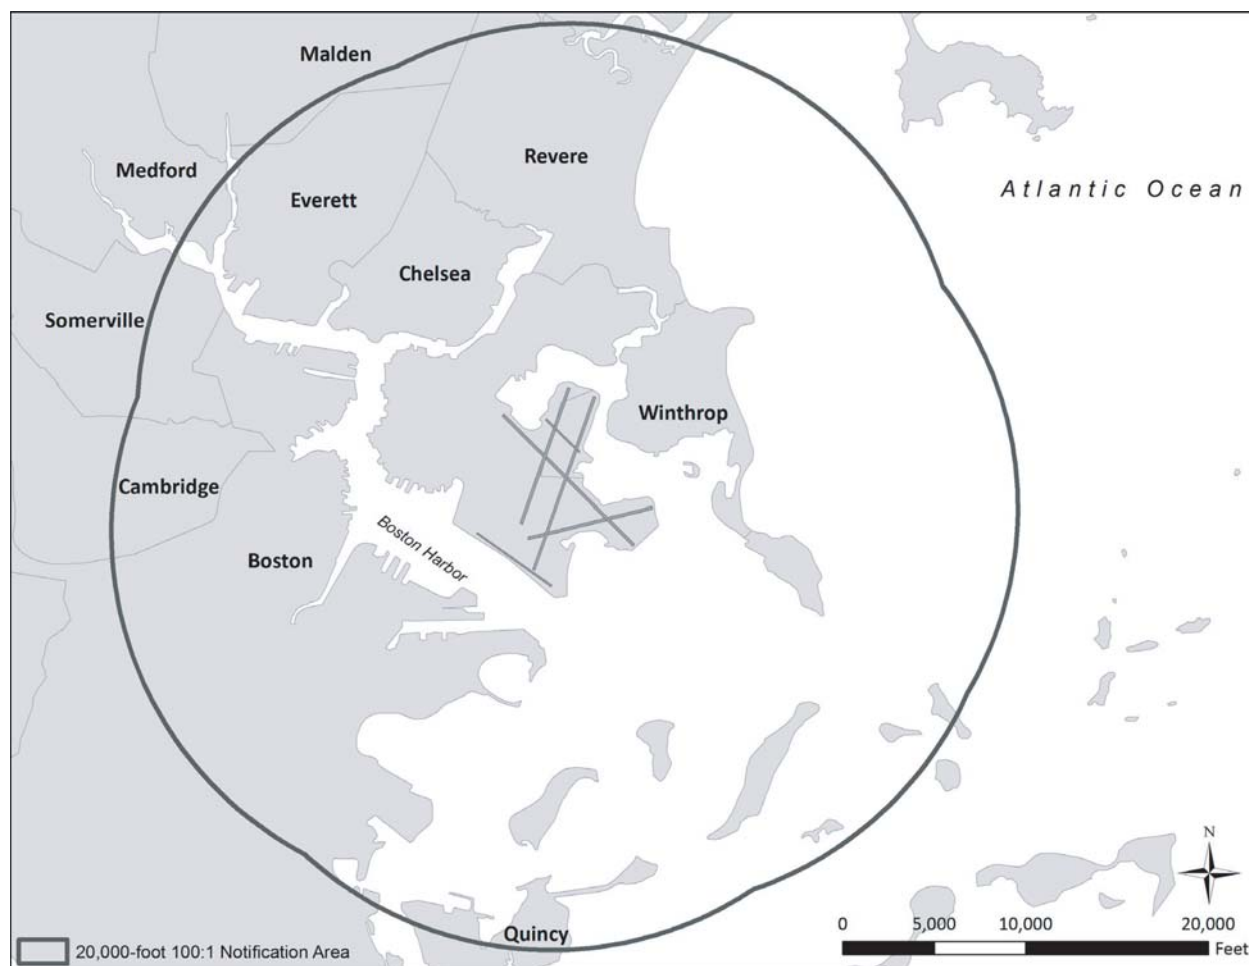 Malden
Revere
Medford
Everett
Atlantic Ocean
Chelsea
Somerville
Winthrop
Cambridge
Boston Harbor
Boston
N
Quincy
0 5,000 10,000 20,000
Feet
20,000-foot 100:1 Notification Area